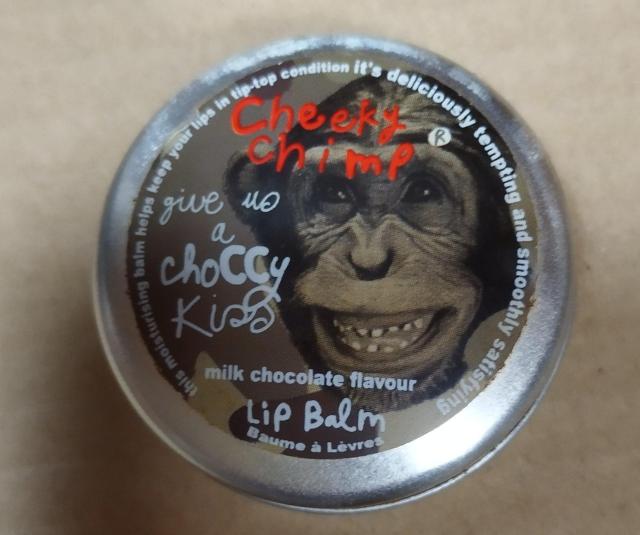 this moisturising balm helps keep your lips in tip-top condition it's deliciously tempting and smoothly satisfying
Cheeky
chimp®
give us
a
choCCy
Kiss
milk chocolate flavour
LiP Balm
Baume à Lèvres